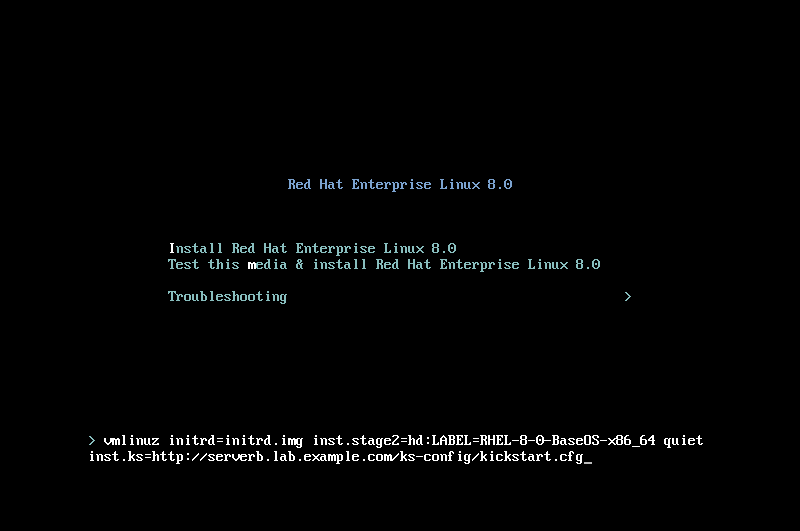 Red Hat Enterprise Linux 8.0
Install Red Hat Enterprise Linux 8.0
Test this media & install Red Hat Enterprise Linux 8.0
Troubleshooting >
> vmlinuz initrd=initrd.img inst.stage2=hd:LABEL=RHEL-8-0-BaseOS-x86_64 quiet
inst.ks=http://serverb.lab.example.com/ks-config/kickstart.cfg_